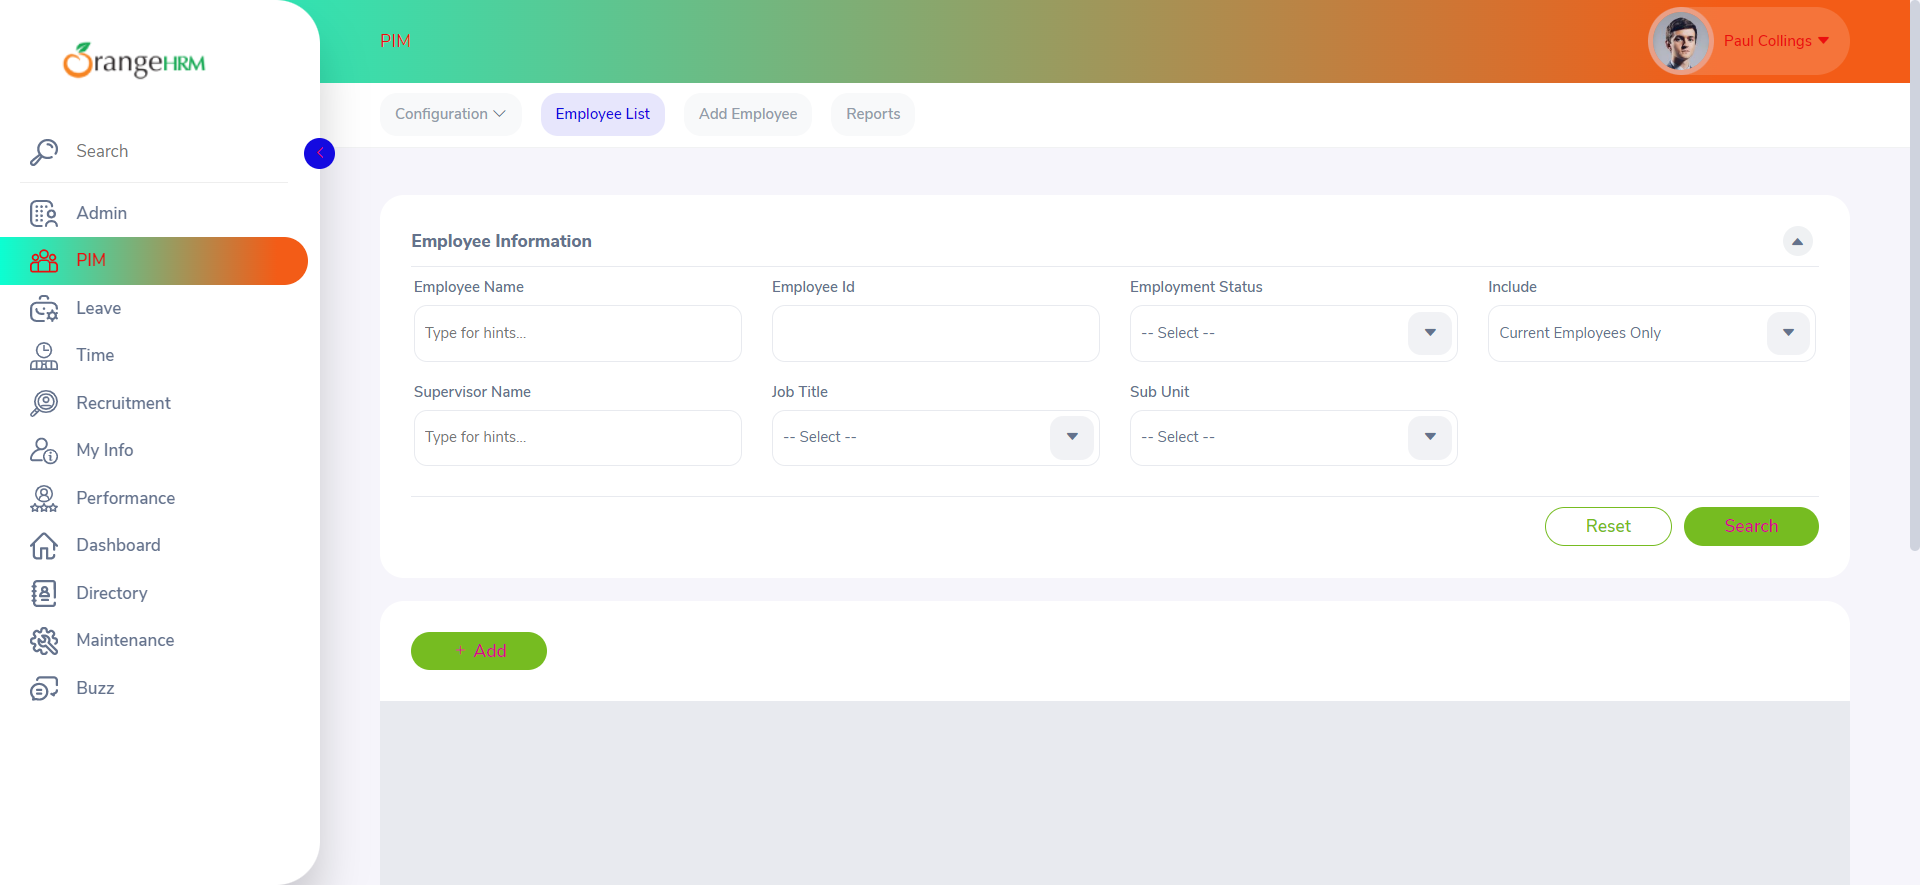 OrangeHRM
Search
Admin
PIM
Leave
Time
Recruitment
My Info
Performance
Dashboard
Directory
Maintenance
Buzz
PIM
Paul Collings
Configuration
Employee List
Add Employee
Reports
Employee Information
Employee Name
Employee Id
Employment Status
Include
Type for hints...
-- Select --
Current Employees Only
Supervisor Name
Job Title
Sub Unit
Type for hints...
-- Select --
-- Select --
Reset
Search
+ Add